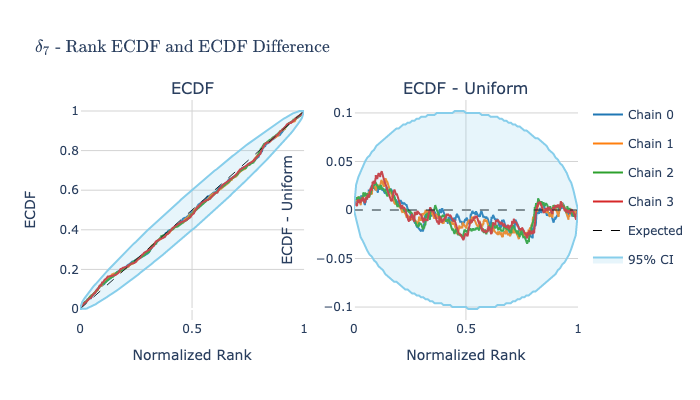 δ₇ - Rank ECDF and ECDF Difference
ECDF
ECDF - Uniform
ECDF
1
0.8
0.6
0.4
0.2
0
0
0.5
1
Normalized Rank
ECDF - Uniform
0.1
0.05
0
−0.05
−0.1
0
0.5
1
Normalized Rank
Chain 0
Chain 1
Chain 2
Chain 3
Expected
95% CI